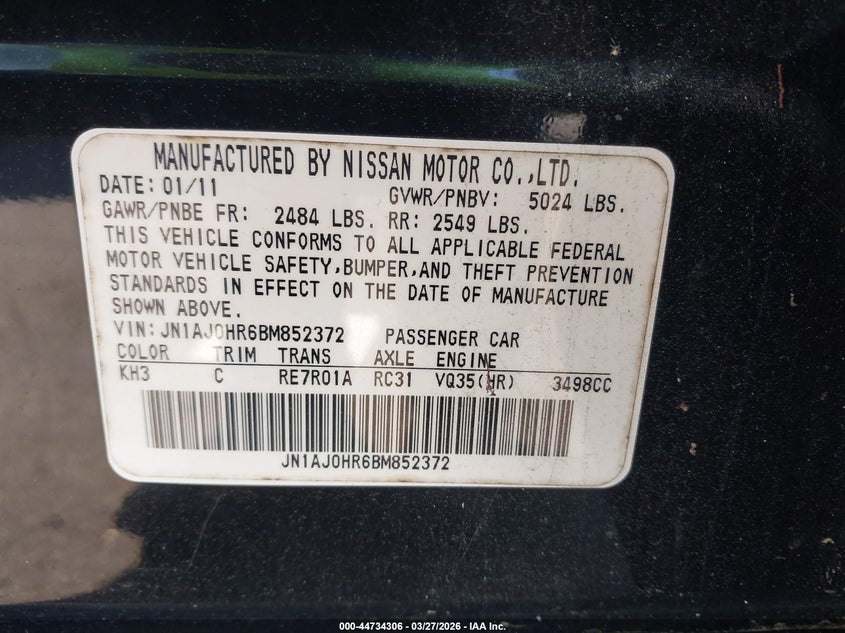 MANUFACTURED BY NISSAN MOTOR CO.,LTD.
DATE: 01/11 GVWR/PNBV: 5024 LBS.
GAWR/PNBE FR: 2484 LBS. RR: 2549 LBS.
THIS VEHICLE CONFORMS TO ALL APPLICABLE FEDERAL
MOTOR VEHICLE SAFETY,BUMPER,AND THEFT PREVENTION
STANDARDS IN EFFECT ON THE DATE OF MANUFACTURE
SHOWN ABOVE.
VIN:JN1AJ0HR6BM852372 PASSENGER CAR
COLOR TRIM TRANS AXLE ENGINE
KH3 C RE7R01A RC31 VQ35(HR) 3498CC
JN1AJ0HR6BM852372
000-44734306 - 03/27/2026 - IAA Inc.